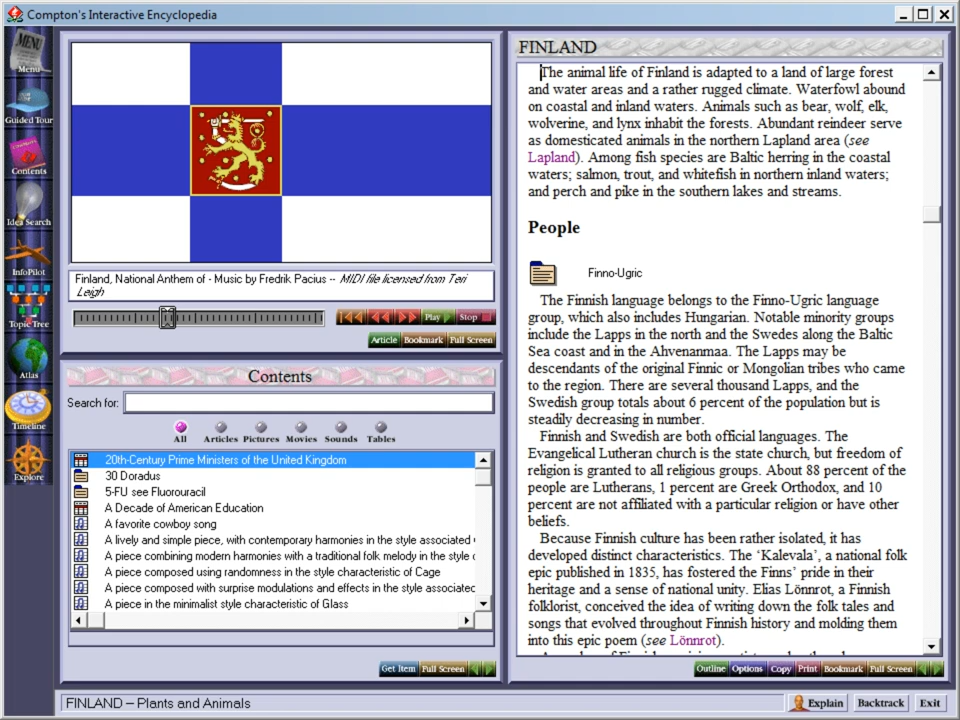 Compton's Interactive Encyclopedia
MENU
Menu
Guided Tour
Contents
Idea Search
InfoPilot
Topic Tree
Atlas
Timeline
Explore
Finland, National Anthem of - Music by Fredrik Pacius -- MIDI file licensed from Teri
Leigh
Play Stop
Article Bookmark Full Screen
Contents
Search for:
All Articles Pictures Movies Sounds Tables
20th-Century Prime Ministers of the United Kingdom
30 Doradus
5-FU see Fluorouracil
A Decade of American Education
A favorite cowboy song
A lively and simple piece, with contemporary harmonies in the style associated
A piece combining modern harmonies with a traditional folk melody in the style
A piece composed using randomness in the style characteristic of Cage
A piece composed with surprise modulations and effects in the style associated
A piece in the minimalist style characteristic of Glass
Get Item Full Screen
FINLAND
The animal life of Finland is adapted to a land of large forest
and water areas and a rather rugged climate. Waterfowl abound
on coastal and inland waters. Animals such as bear, wolf, elk,
wolverine, and lynx inhabit the forests. Abundant reindeer serve
as domesticated animals in the northern Lapland area (see
Lapland). Among fish species are Baltic herring in the coastal
waters; salmon, trout, and whitefish in northern inland waters;
and perch and pike in the southern lakes and streams.
People
Finno-Ugric
The Finnish language belongs to the Finno-Ugric language
group, which also includes Hungarian. Notable minority groups
include the Lapps in the north and the Swedes along the Baltic
Sea coast and in the Ahvenanmaa. The Lapps may be
descendants of the original Finnic or Mongolian tribes who came
to the region. There are several thousand Lapps, and the
Swedish group totals about 6 percent of the population but is
steadily decreasing in number.
Finnish and Swedish are both official languages. The
Evangelical Lutheran church is the state church, but freedom of
religion is granted to all religious groups. About 88 percent of the
people are Lutherans, 1 percent are Greek Orthodox, and 10
percent are not affiliated with a particular religion or have other
beliefs.
Because Finnish culture has been rather isolated, it has
developed distinct characteristics. The ‘Kalevala’, a national folk
epic published in 1835, has fostered the Finns’ pride in their
heritage and a sense of national unity. Elias Lönnrot, a Finnish
folklorist, conceived the idea of writing down the folk tales and
songs that evolved throughout Finnish history and molding them
into this epic poem (see Lönnrot).
Outline Options Copy Print Bookmark Full Screen
FINLAND – Plants and Animals
Explain Backtrack Exit